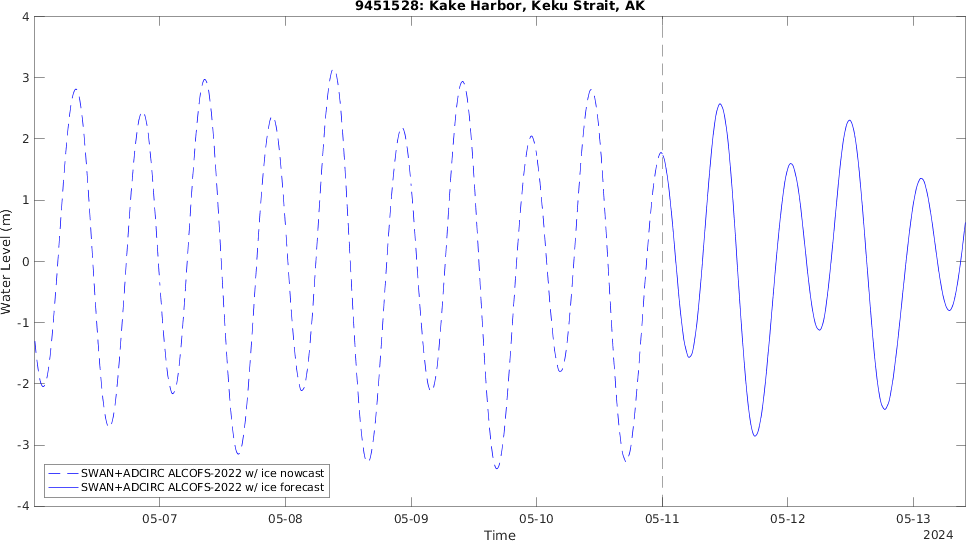 9451528: Kake Harbor, Keku Strait, AK
4
3
2
1
0
-1
-2
-3
-4
Water Level (m)
SWAN+ADCIRC ALCOFS-2022 w/ ice nowcast
SWAN+ADCIRC ALCOFS-2022 w/ ice forecast
05-07 05-08 05-09 05-10 05-11 05-12 05-13
Time
2024